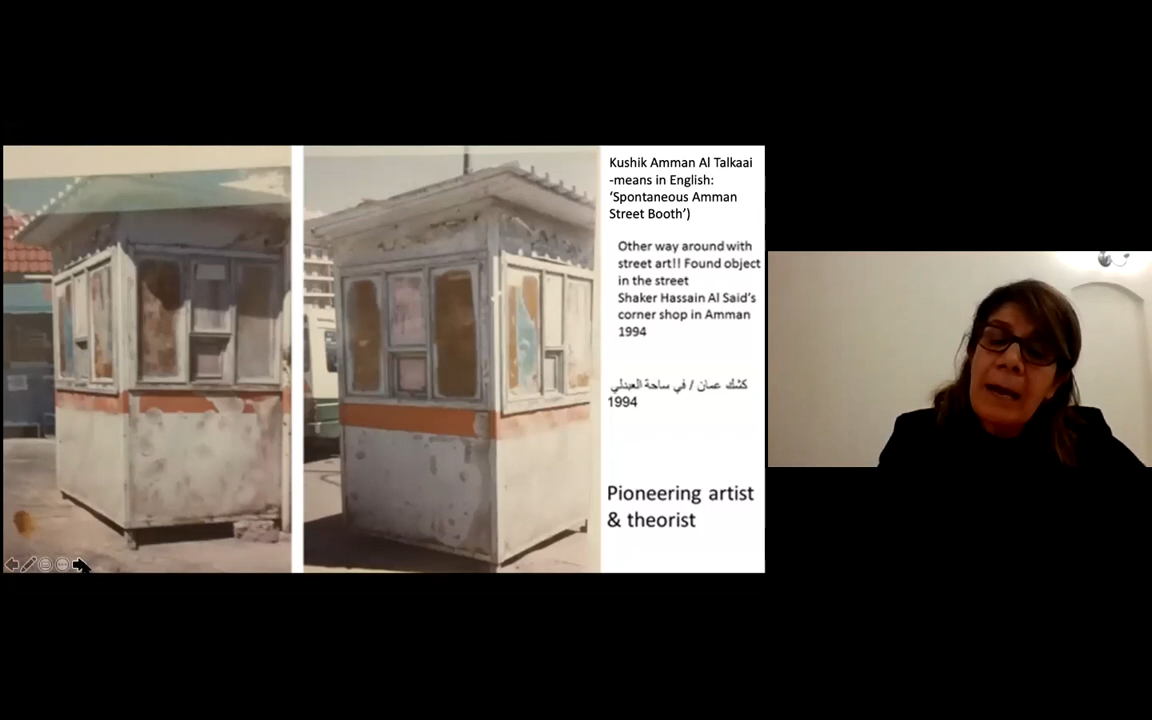 Kushik Amman Al Talkaai
-means in English:
‘Spontaneous Amman
Street Booth’)
Other way around with
street art!! Found object
in the street
Shaker Hassain Al Said’s
corner shop in Amman
1994
كشك عمان / في ساحة العبدلي
1994
Pioneering artist
& theorist